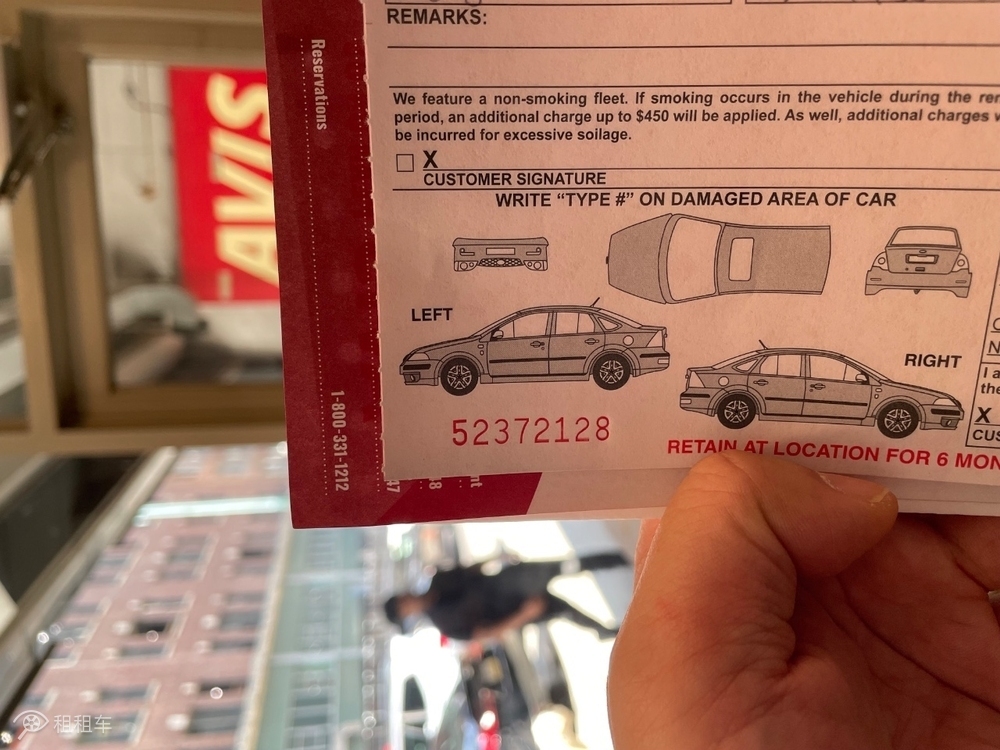 REMARKS:
We feature a non-smoking fleet. If smoking occurs in the vehicle during the
period, an additional charge up to $450 will be applied. As well, additional charges
be incurred for excessive soilage.
X
CUSTOMER SIGNATURE
WRITE “TYPE #” ON DAMAGED AREA OF CAR
LEFT
RIGHT
52372128
RETAIN AT LOCATION FOR 6
I a
the
X
CUS
Reservations
1-800-331-1212
47
AVIS
租租车